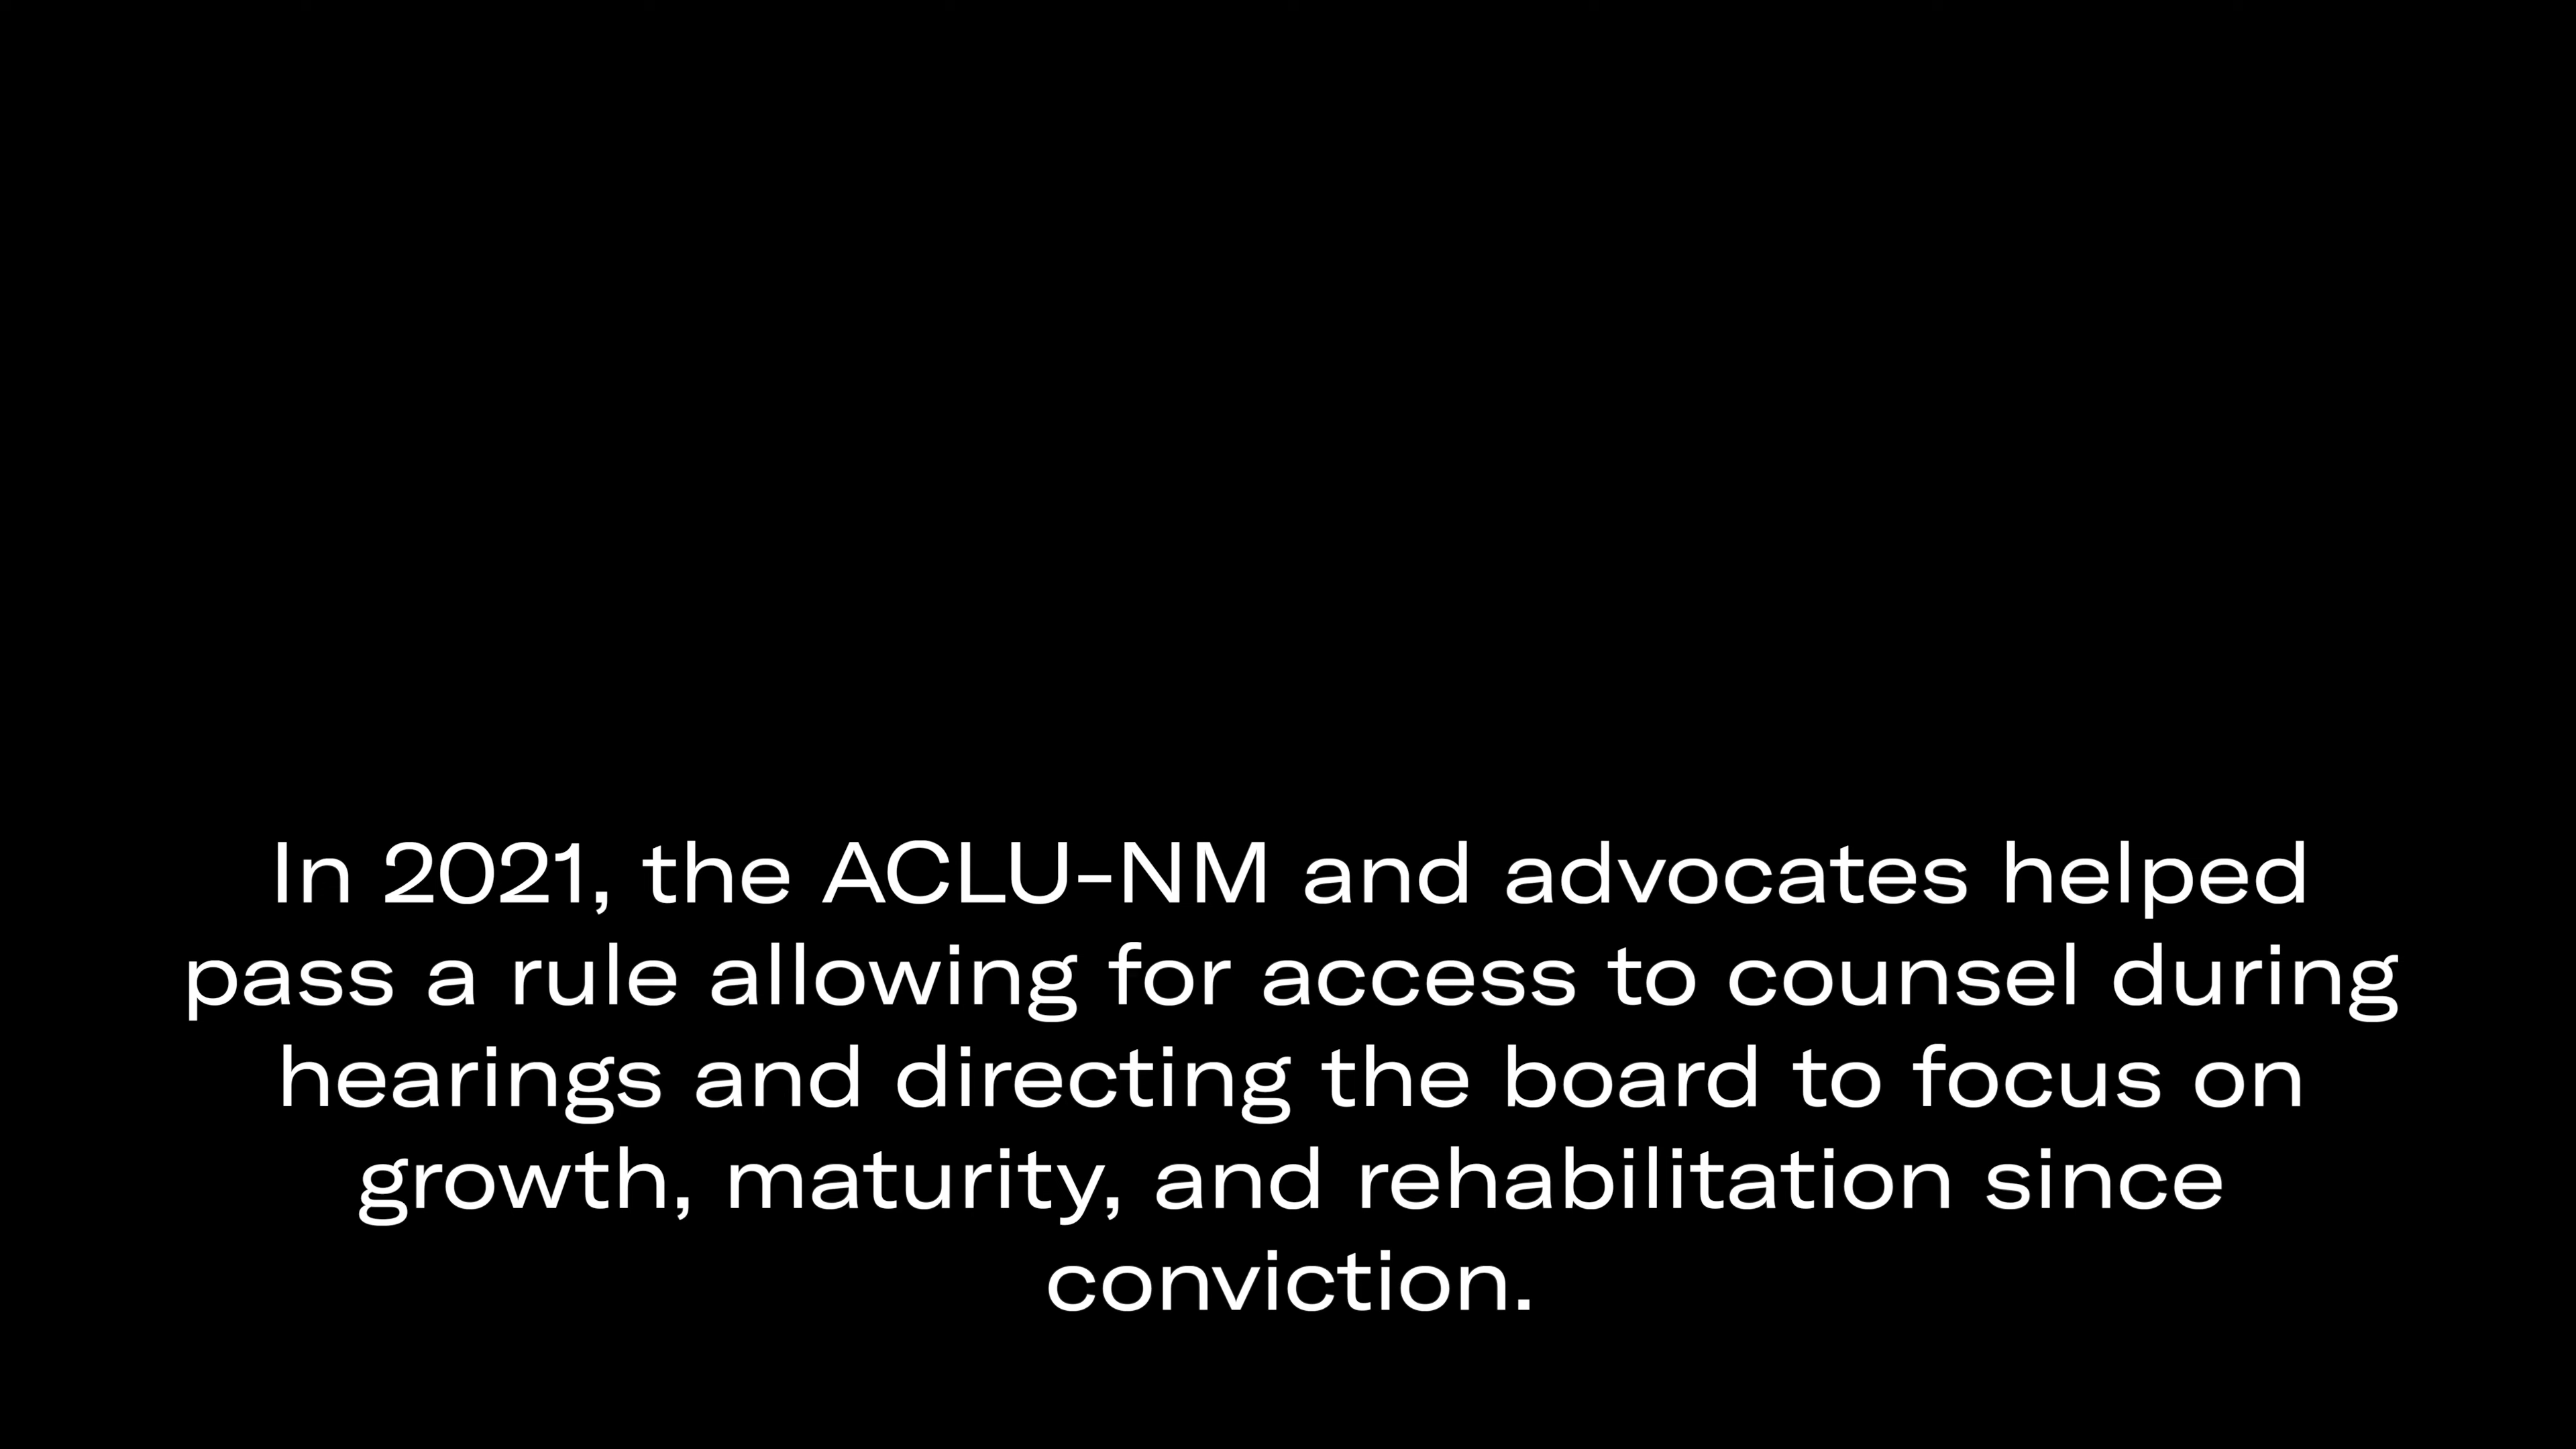 In 2021, the ACLU-NM and advocates helped
pass a rule allowing for access to counsel during
hearings and directing the board to focus on
growth, maturity, and rehabilitation since
conviction.